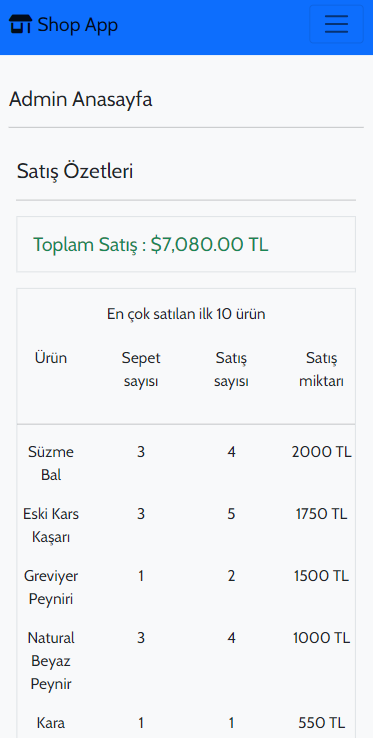 Shop App
Admin Anasayfa
Satış Özetleri
Toplam Satış : $7,080.00 TL
En çok satılan ilk 10 ürün
Ürün Sepet Satış Satış
sayısı sayısı miktarı
Süzme 3 4 2000 TL
Bal
Eski Kars 3 5 1750 TL
Kaşarı
Greviyer 1 2 1500 TL
Peyniri
Natural 3 4 1000 TL
Beyaz
Peynir
Kara 1 1 550 TL